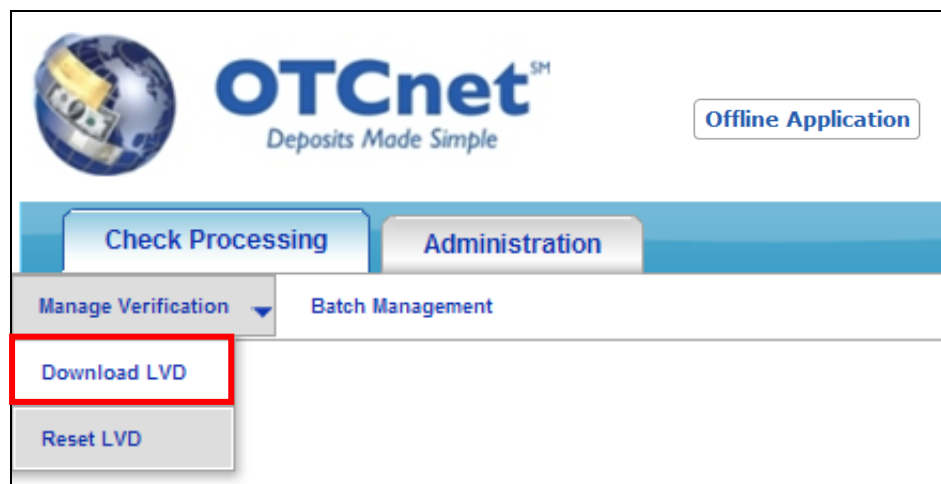 OTCnet℠
Deposits Made Simple
Offline Application
Check Processing
Administration
Manage Verification
Batch Management
Download LVD
Reset LVD